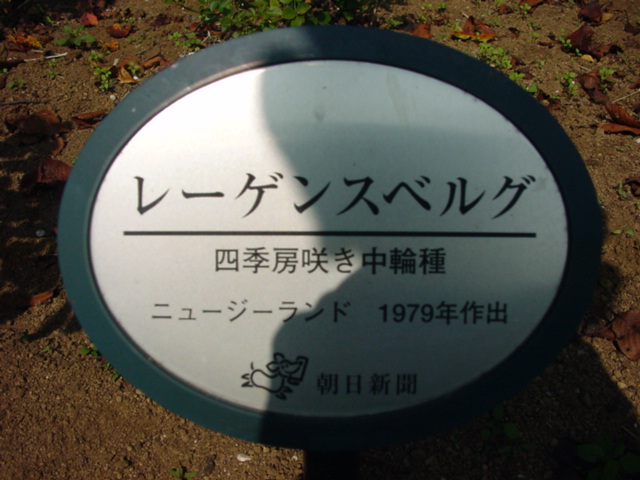 レーゲンスベルグ
四季房咲き中輪種
ニュージーランド 1979年作出
朝日新聞